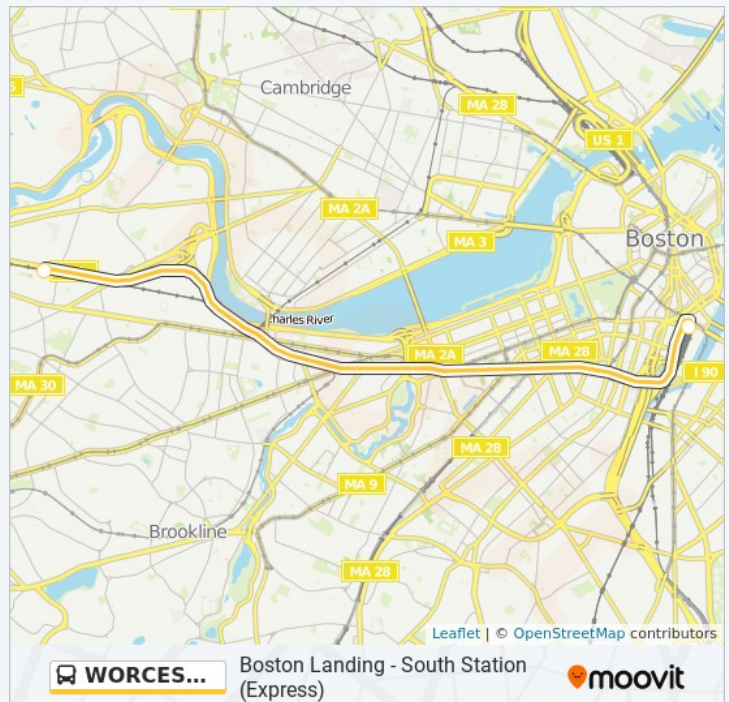 Cambridge
MA 28
US 1
MA 2A
MA 3
Boston
Charles River
MA 2A
MA 28
MA 30
I 90
MA 28
MA 9
Brookline
MA 28
Leaflet | © OpenStreetMap contributors
WORCES...
Boston Landing - South Station
(Express)
moovit